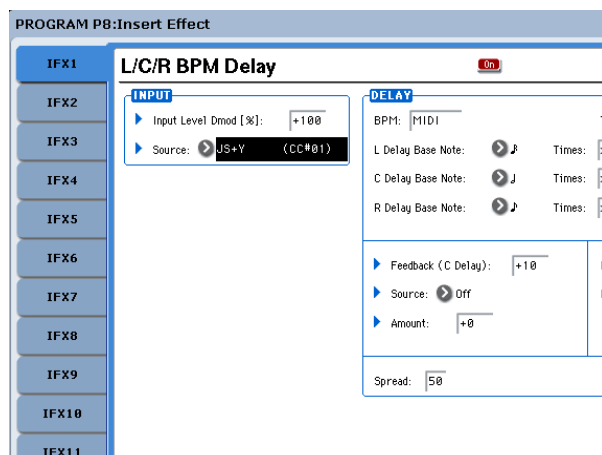 PROGRAM P8:Insert Effect
IFX1
L/C/R BPM Delay
On
IFX2
INPUT
Input Level Dmod [%]: +100
Source: JS+Y (CC#01)
DELAY
BPM: MIDI
L Delay Base Note: ♪ Times:
C Delay Base Note: ♩ Times:
R Delay Base Note: ♪ Times:
IFX3
IFX4
IFX5
IFX6
Feedback (C Delay): +10
Source: Off
Amount: +0
IFX7
IFX8
IFX9
Spread: 50
IFX10
IFX11